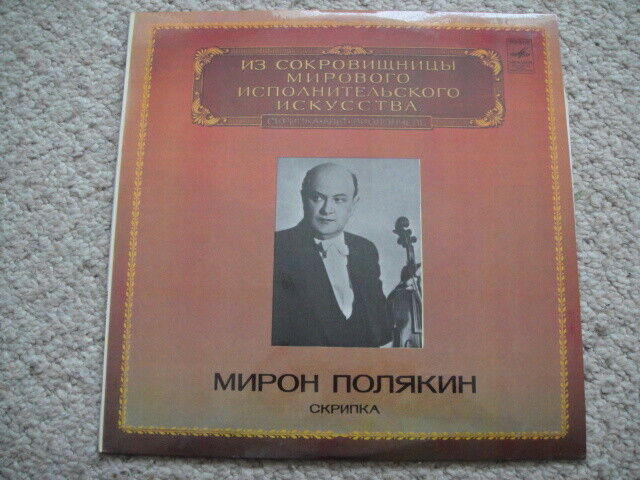 ИЗ СОКРОВИЩНИЦЫ
МИРОВОГО
ИСПОЛНИТЕЛЬСКОГО
ИСКУССТВА
МИРОН ПОЛЯКИН
СКРИПКА